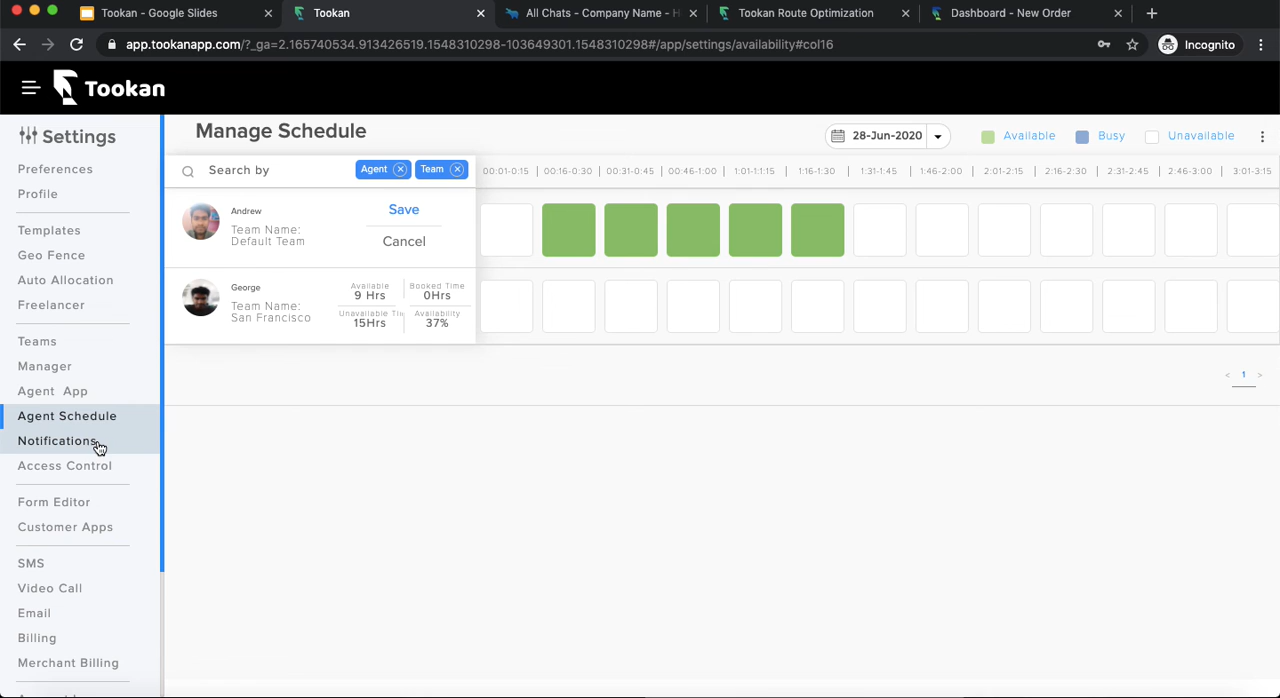 Tookan - Google Slides
Tookan
All Chats - Company Name - H
Tookan Route Optimization
Dashboard - New Order
app.tookanapp.com/?_ga=2.165740534.913426519.1548310298-103649301.1548310298#/app/settings/availability#col16
Incognito
Tookan
Settings
Manage Schedule
28-Jun-2020
Available
Busy
Unavailable
Preferences
Profile
Templates
Geo Fence
Auto Allocation
Freelancer
Teams
Manager
Agent App
Agent Schedule
Notifications
Access Control
Form Editor
Customer Apps
SMS
Video Call
Email
Billing
Merchant Billing
Search by
Agent
Team
00:01-0:15
00:16-0:30
00:31-0:45
00:46-1:00
1:01-1:1:15
1:16-1:30
1:31-1:45
1:46-2:00
2:01-2:15
2:16-2:30
2:31-2:45
2:46-3:00
3:01-3:15
Andrew
Team Name:
Default Team
Save
Cancel
George
Team Name:
San Francisco
Available
9 Hrs
Booked Time
0Hrs
Unavailable Ti
15Hrs
Availability
37%
< 1 >